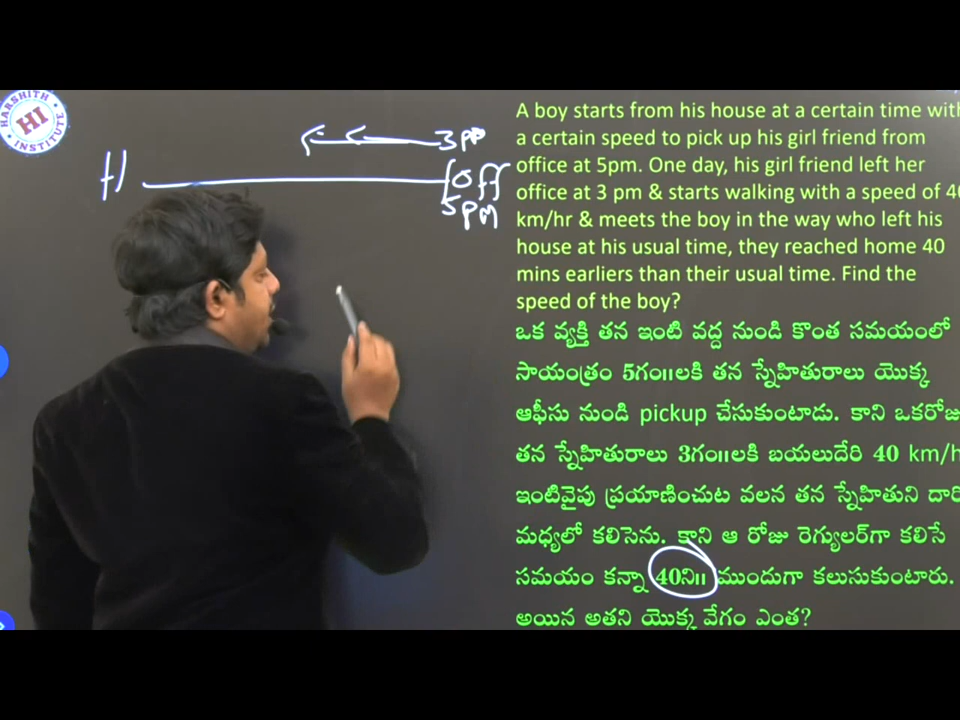 HARSHITH
HI
INSTITUTE
3 PM
H
Off
5 PM
A boy starts from his house at a certain time with
a certain speed to pick up his girl friend from
office at 5pm. One day, his girl friend left her
office at 3 pm & starts walking with a speed of 40
km/hr & meets the boy in the way who left his
house at his usual time, they reached home 40
mins earliers than their usual time. Find the
speed of the boy?
ఒక వ్యక్తి తన ఇంటి వద్ద నుండి కొంత సమయంలో
సాయంత్రం 5గం॥లకి తన స్నేహితురాలు యొక్క
ఆఫీసు నుండి pickup చేసుకుంటాడు. కాని ఒకరోజు
తన స్నేహితురాలు 3గం॥లకి బయలుదేరి 40 km/h
ఇంటివైపు ప్రయాణించుట వలన తన స్నేహితుని దారి
మధ్యలో కలిసెను. కాని ఆ రోజు రెగ్యులర్‌గా కలిసే
సమయం కన్నా 40ని॥ ముందుగా కలుసుకుంటారు.
అయిన అతని యొక్క వేగం ఎంత?